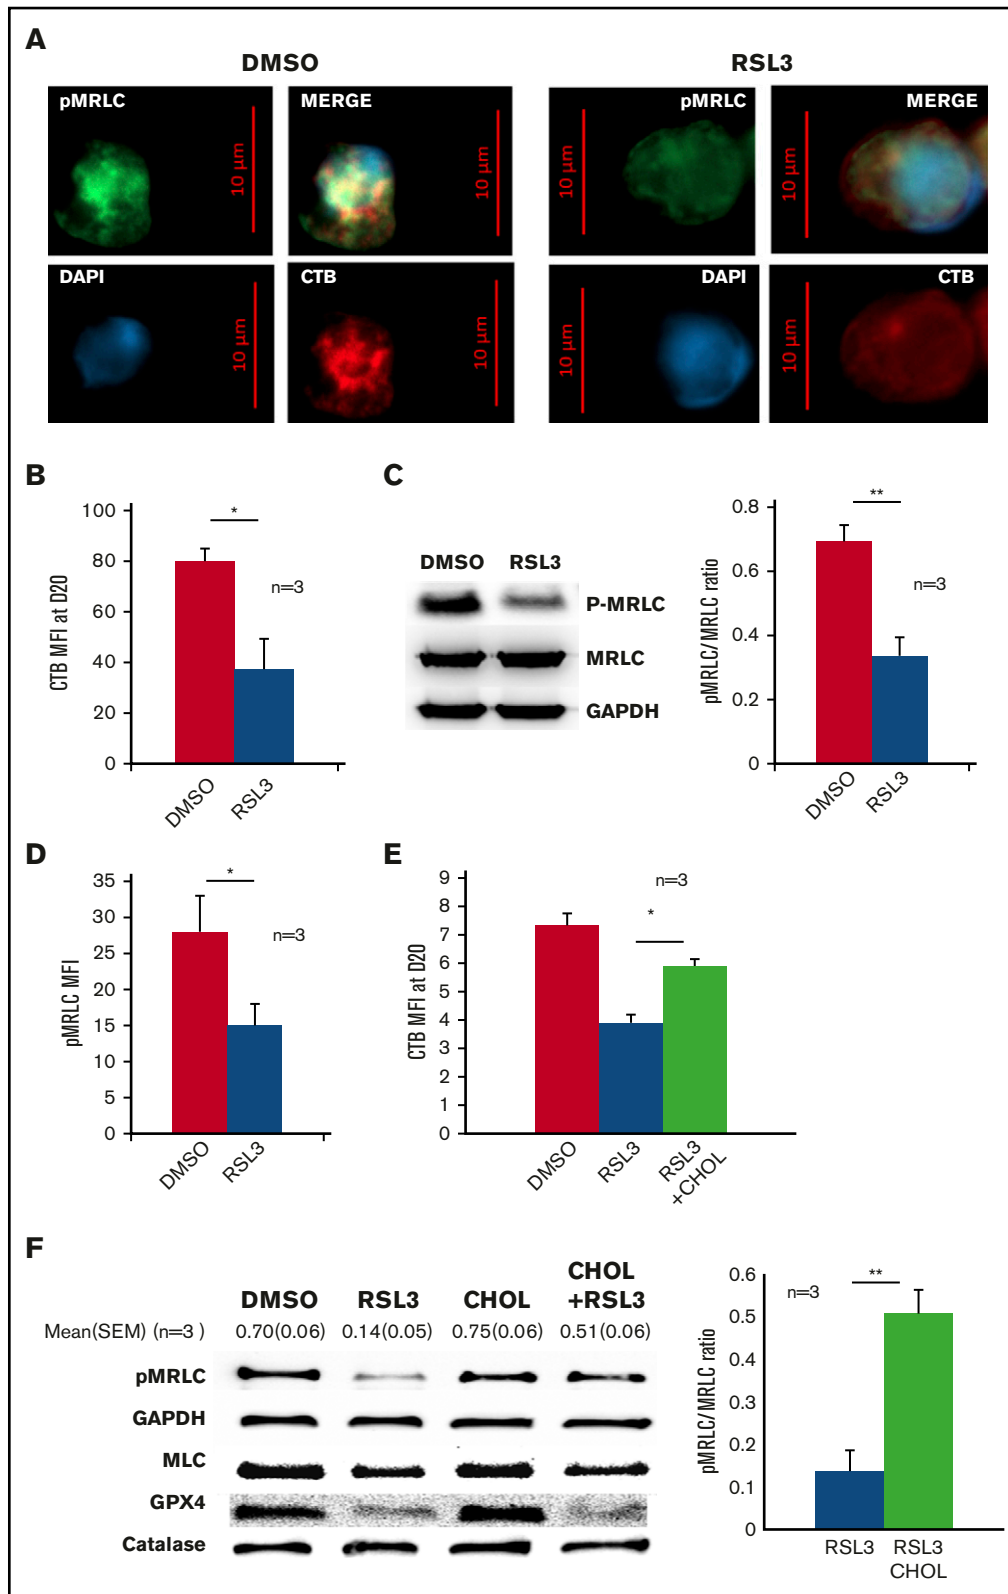 A
DMSO
RSL3
pMRLC
MERGE
pMRLC
MERGE
10 µm
10 µm
10 µm
10 µm
DAPI
CTB
DAPI
CTB
10 µm
10 µm
10 µm
10 µm
B
CTB MFI at D20
100
80
60
40
20
0
*
n=3
DMSO
RSL3
C
DMSO RSL3
P-MRLC
MRLC
GAPDH
pMRLC/MRLC ratio
0.8
0.6
0.4
0.2
0
**
n=3
DMSO
RSL3
D
pMRLC MFI
35
30
25
20
15
10
5
0
*
n=3
DMSO
RSL3
E
CTB MFI at D20
9
8
7
6
5
4
3
2
1
0
n=3
*
DMSO
RSL3
RSL3
+CHOL
F
CHOL
DMSO RSL3 CHOL +RSL3
Mean(SEM) (n=3 ) 0.70(0.06) 0.14(0.05) 0.75(0.06) 0.51(0.06)
pMRLC
GAPDH
MLC
GPX4
Catalase
pMRLC/MRLC ratio
0.6
0.5
0.4
0.3
0.2
0.1
0
n=3
**
RSL3 RSL3
CHOL